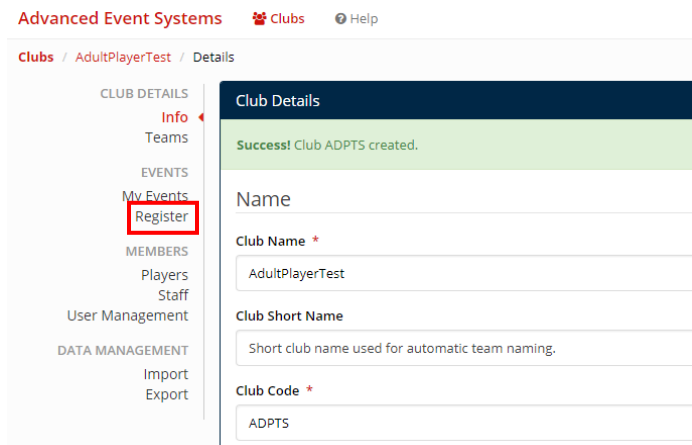 Advanced Event Systems Clubs Help
Clubs / AdultPlayerTest / Details
CLUB DETAILS
Info
Teams
EVENTS
My Events
Register
MEMBERS
Players
Staff
User Management
DATA MANAGEMENT
Import
Export
Club Details
Success! Club ADPTS created.
Name
Club Name *
AdultPlayerTest
Club Short Name
Short club name used for automatic team naming.
Club Code *
ADPTS